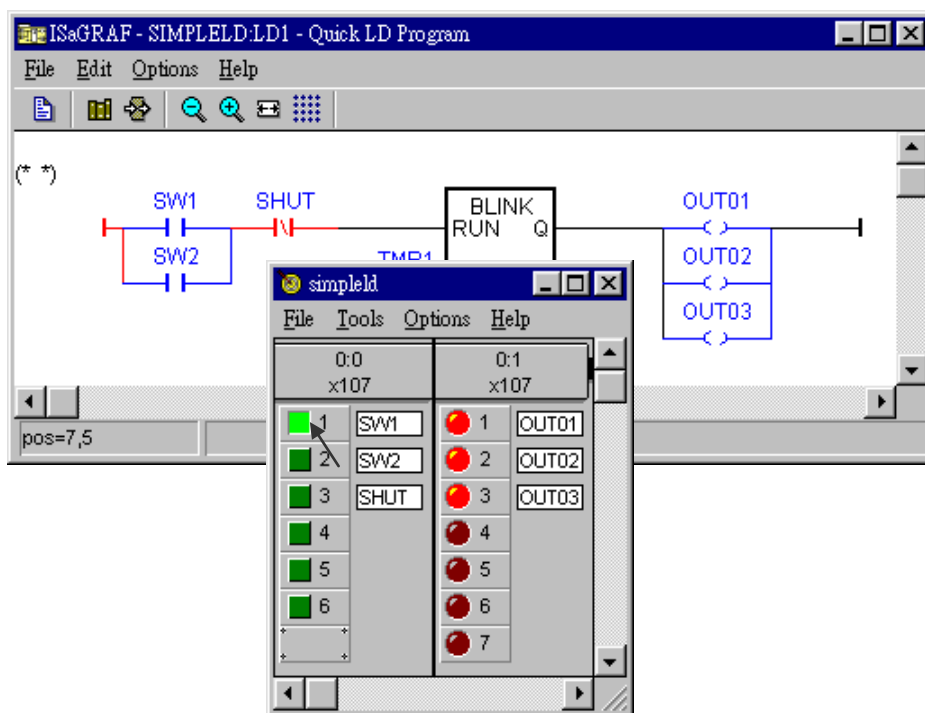 ISaGRAF - SIMPLELD:LD1 - Quick LD Program
File Edit Options Help
(* *)
SW1 SHUT BLINK OUT01
RUN Q
SW2 TMR1 OUT02
OUT03
pos=7,5
simpleld
File Tools Options Help
0:0 0:1
x107 x107
1 SW1 1 OUT01
2 SW2 2 OUT02
3 SHUT 3 OUT03
4 4
5 5
6 6
7